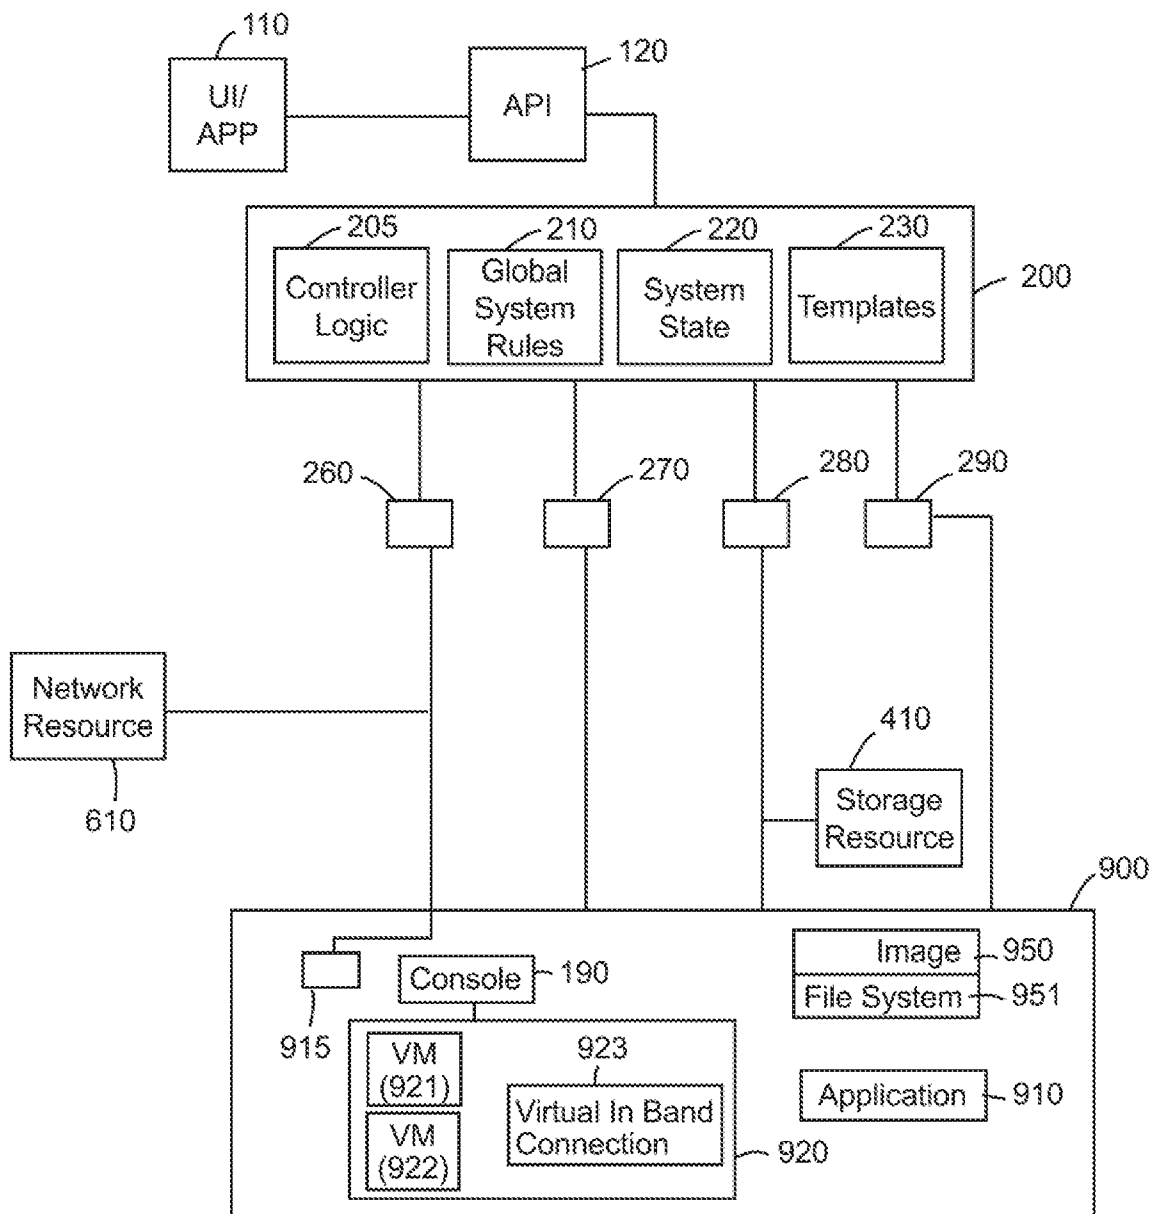 110
120
UI/
APP
API
205
210
220
230
Controller
Logic
Global
System
Rules
System
State
Templates
200
260
270
280
290
Network
Resource
610
410
Storage
Resource
900
915
Console
190
Image
950
File System
951
VM
(921)
VM
(922)
923
Virtual In Band
Connection
920
Application
910